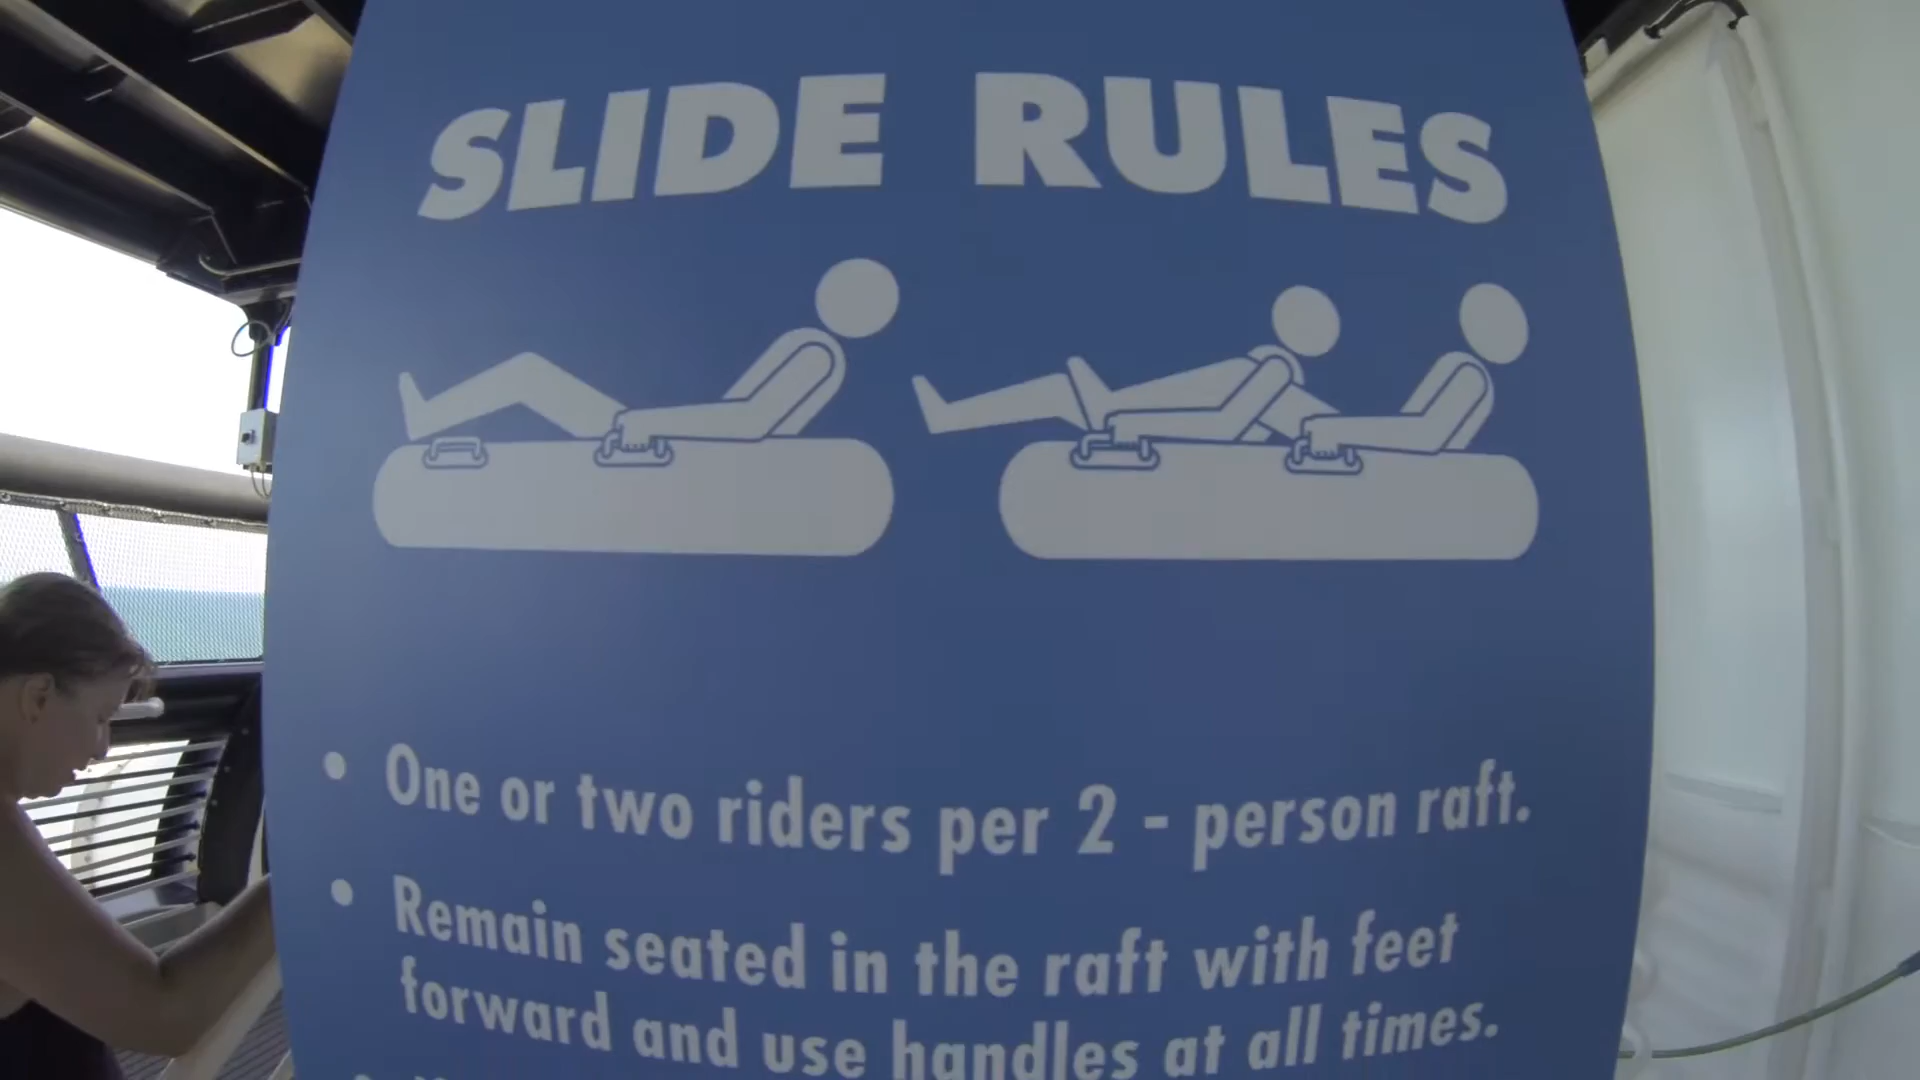 SLIDE RULES
• One or two riders per 2 - person raft.
• Remain seated in the raft with feet
forward and use handles at all times.